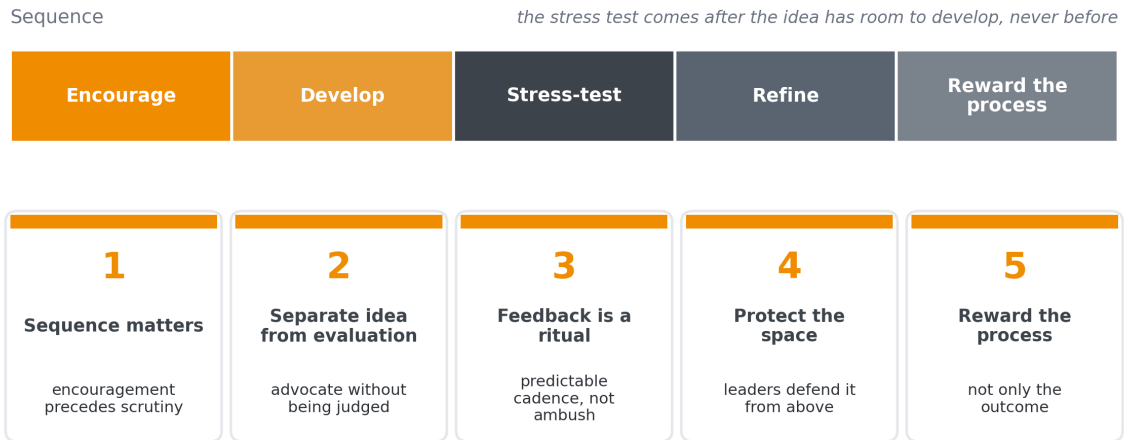 Sequence
the stress test comes after the idea has room to develop, never before
Encourage
Develop
Stress-test
Refine
Reward the
process
1
Sequence matters
encouragement
precedes scrutiny
2
Separate idea
from evaluation
advocate without
being judged
3
Feedback is a
ritual
predictable
cadence, not
ambush
4
Protect the
space
leaders defend it
from above
5
Reward the
process
not only the
outcome